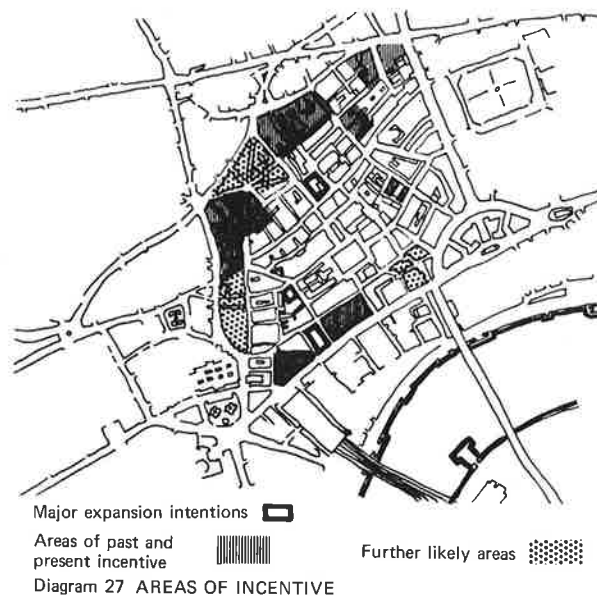 Major expansion intentions
Areas of past and
present incentive
Further likely areas
Diagram 27 AREAS OF INCENTIVE